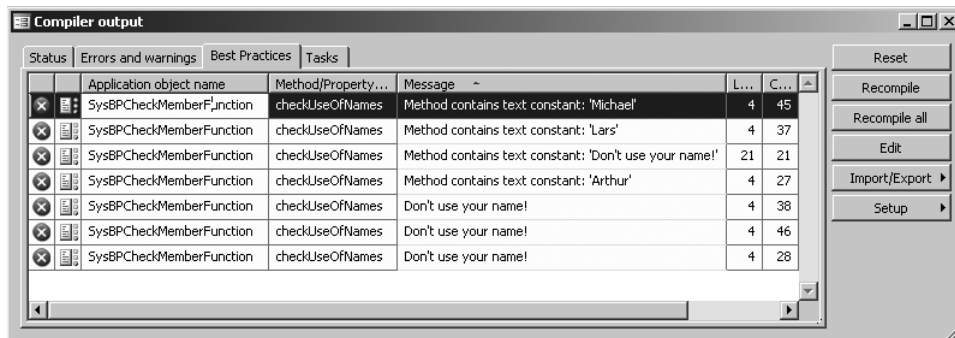 Compiler output
Status Errors and warnings Best Practices Tasks
Application object name Method/Property... Message L... C...
SysBPCheckMemberFunction checkUseOfNames Method contains text constant: 'Michael' 4 45
SysBPCheckMemberFunction checkUseOfNames Method contains text constant: 'Lars' 4 37
SysBPCheckMemberFunction checkUseOfNames Method contains text constant: 'Don't use your name!' 21 21
SysBPCheckMemberFunction checkUseOfNames Method contains text constant: 'Arthur' 4 27
SysBPCheckMemberFunction checkUseOfNames Don't use your name! 4 38
SysBPCheckMemberFunction checkUseOfNames Don't use your name! 4 46
SysBPCheckMemberFunction checkUseOfNames Don't use your name! 4 28
Reset
Recompile
Recompile all
Edit
Import/Export
Setup